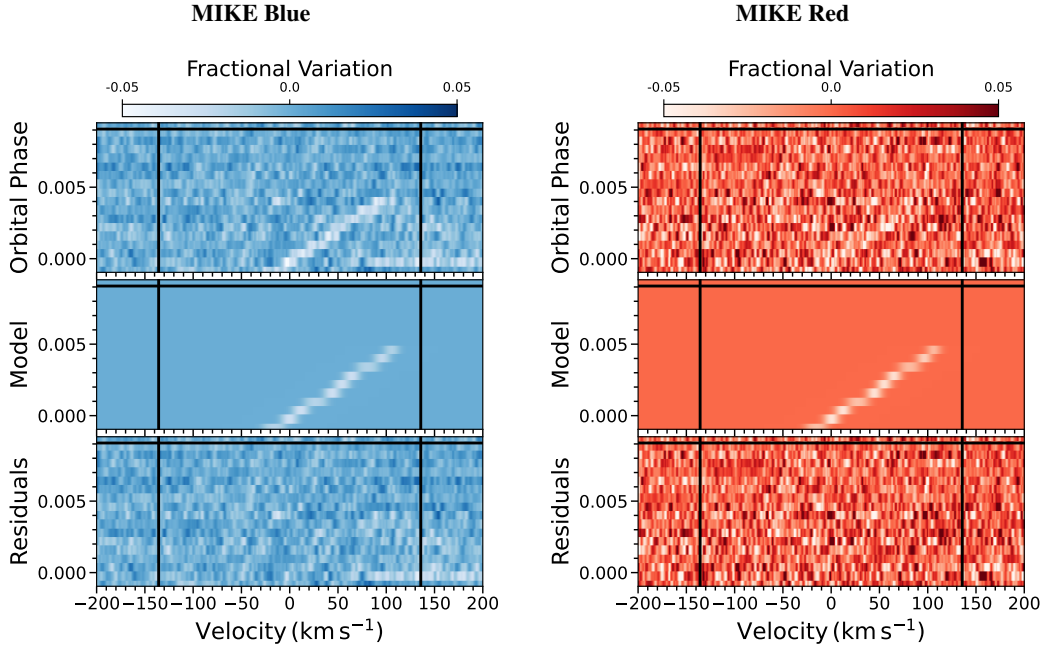 MIKE Blue
Fractional Variation
-0.05 0.0 0.05
Orbital Phase
0.005
0.000
Model
0.005
0.000
Residuals
0.005
0.000
−200 −150 −100 −50 0 50 100 150 200
Velocity (km s⁻¹)
MIKE Red
Fractional Variation
-0.05 0.0 0.05
Orbital Phase
0.005
0.000
Model
0.005
0.000
Residuals
0.005
0.000
−200 −150 −100 −50 0 50 100 150 200
Velocity (km s⁻¹)